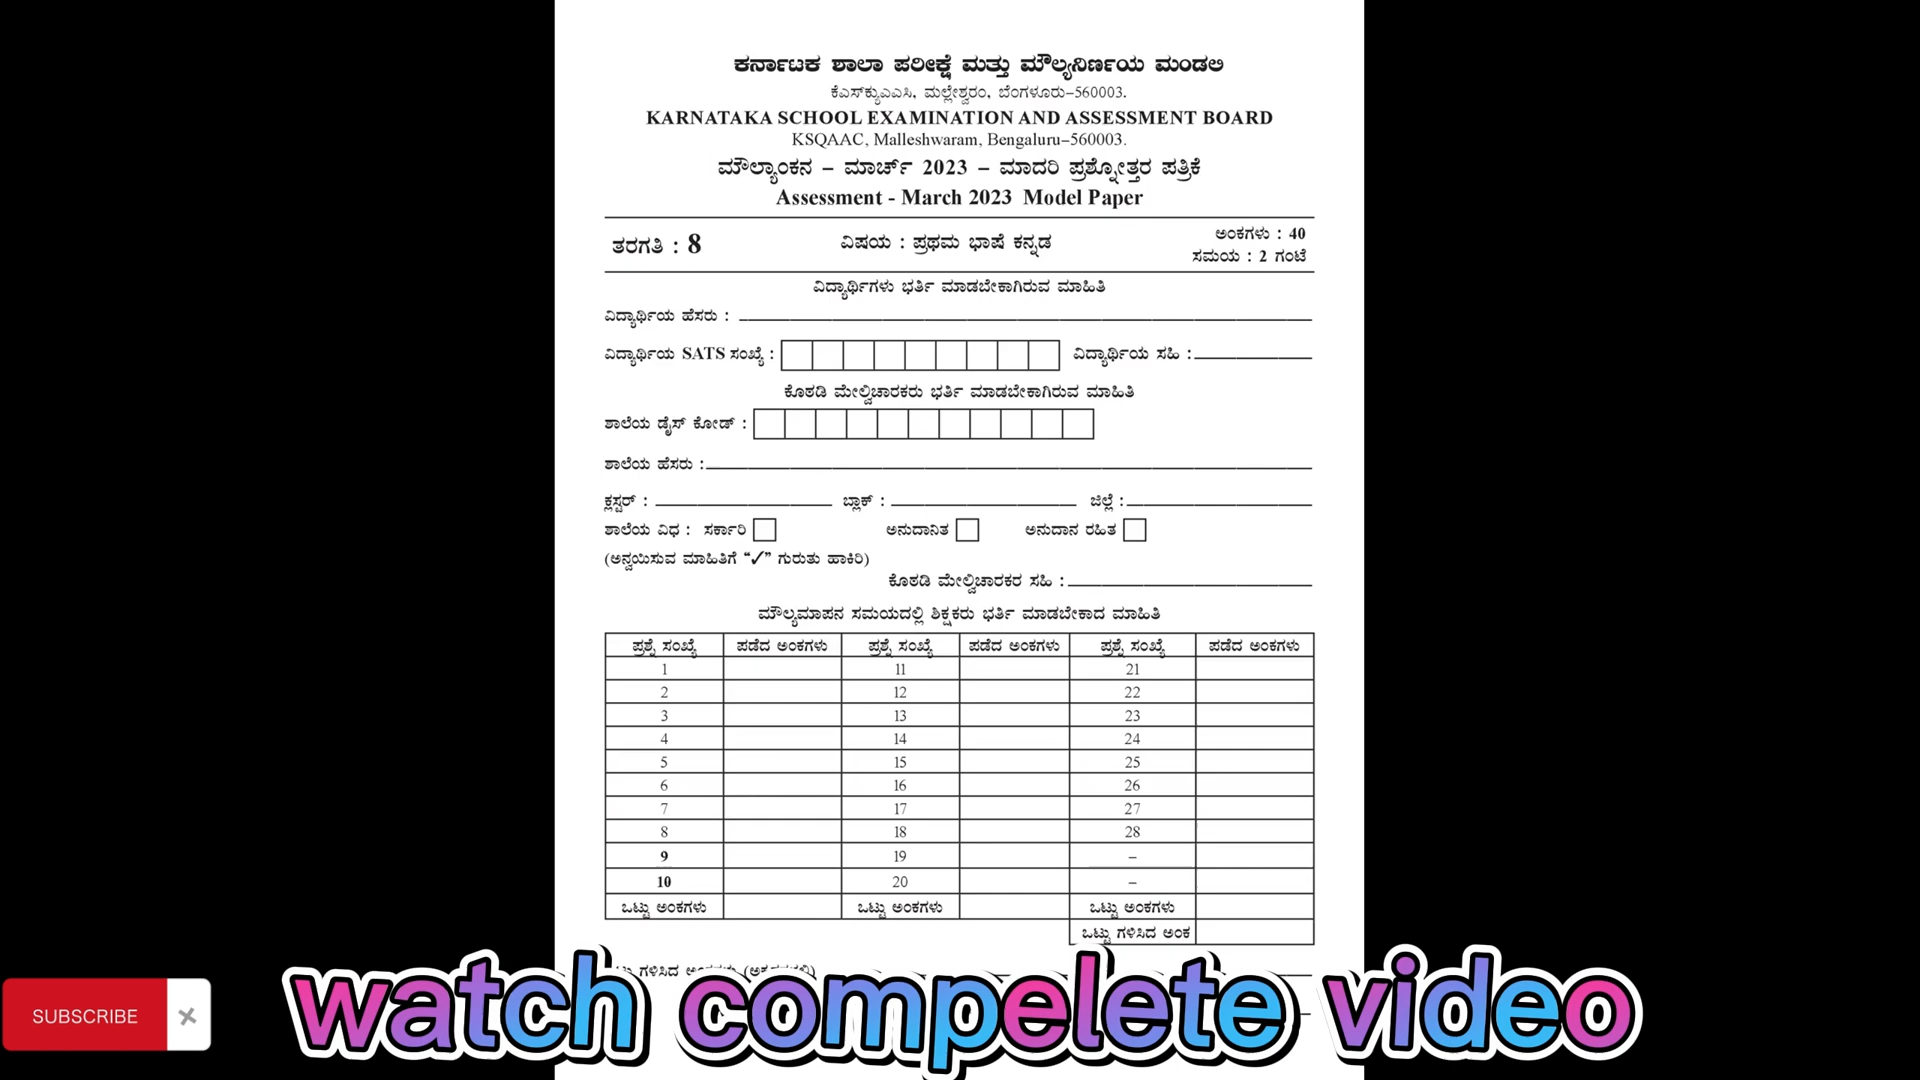 ಕರ್ನಾಟಕ ಶಾಲಾ ಪರೀಕ್ಷೆ ಮತ್ತು ಮೌಲ್ಯನಿರ್ಣಯ ಮಂಡಲಿ
ಕೆಎಸ್‌ಕ್ಯುಎಎಸಿ, ಮಲ್ಲೇಶ್ವರಂ, ಬೆಂಗಳೂರು–560003.
KARNATAKA SCHOOL EXAMINATION AND ASSESSMENT BOARD
KSQAAC, Malleshwaram, Bengaluru–560003.
ಮೌಲ್ಯಾಂಕನ – ಮಾರ್ಚ್ 2023 – ಮಾದರಿ ಪ್ರಶ್ನೋತ್ತರ ಪತ್ರಿಕೆ
Assessment - March 2023 Model Paper
ತರಗತಿ : 8 ವಿಷಯ : ಪ್ರಥಮ ಭಾಷೆ ಕನ್ನಡ ಅಂಕಗಳು : 40
ಸಮಯ : 2 ಗಂಟೆ
ವಿದ್ಯಾರ್ಥಿಗಳು ಭರ್ತಿ ಮಾಡಬೇಕಾಗಿರುವ ಮಾಹಿತಿ
ವಿದ್ಯಾರ್ಥಿಯ ಹೆಸರು :
ವಿದ್ಯಾರ್ಥಿಯ SATS ಸಂಖ್ಯೆ : ವಿದ್ಯಾರ್ಥಿಯ ಸಹಿ :
ಕೊಠಡಿ ಮೇಲ್ವಿಚಾರಕರು ಭರ್ತಿ ಮಾಡಬೇಕಾಗಿರುವ ಮಾಹಿತಿ
ಶಾಲೆಯ ಡೈಸ್ ಕೋಡ್ :
ಶಾಲೆಯ ಹೆಸರು :
ಕ್ಲಸ್ಟರ್ : ಬ್ಲಾಕ್ : ಜಿಲ್ಲೆ :
ಶಾಲೆಯ ವಿಧ : ಸರ್ಕಾರಿ ಅನುದಾನಿತ ಅನುದಾನ ರಹಿತ
(ಅನ್ವಯಿಸುವ ಮಾಹಿತಿಗೆ “✓” ಗುರುತು ಹಾಕಿರಿ)
ಕೊಠಡಿ ಮೇಲ್ವಿಚಾರಕರ ಸಹಿ :
ಮೌಲ್ಯಮಾಪನ ಸಮಯದಲ್ಲಿ ಶಿಕ್ಷಕರು ಭರ್ತಿ ಮಾಡಬೇಕಾದ ಮಾಹಿತಿ
ಪ್ರಶ್ನೆ ಸಂಖ್ಯೆ ಪಡೆದ ಅಂಕಗಳು ಪ್ರಶ್ನೆ ಸಂಖ್ಯೆ ಪಡೆದ ಅಂಕಗಳು ಪ್ರಶ್ನೆ ಸಂಖ್ಯೆ ಪಡೆದ ಅಂಕಗಳು
1 11 21
2 12 22
3 13 23
4 14 24
5 15 25
6 16 26
7 17 27
8 18 28
9 19 –
10 20 –
ಒಟ್ಟು ಅಂಕಗಳು ಒಟ್ಟು ಅಂಕಗಳು ಒಟ್ಟು ಅಂಕಗಳು
ಒಟ್ಟು ಗಳಿಸಿದ ಅಂಕ
ಗಳಿಸಿದ
SUBSCRIBE
watch compelete video